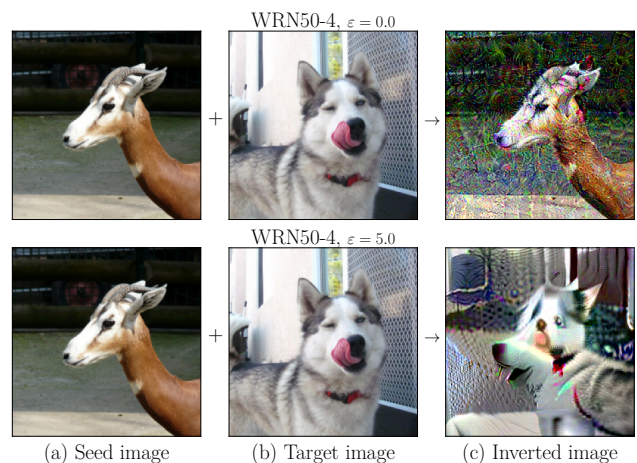 WRN50-4, ε = 0.0
+ →
WRN50-4, ε = 5.0
+ →
(a) Seed image (b) Target image (c) Inverted image